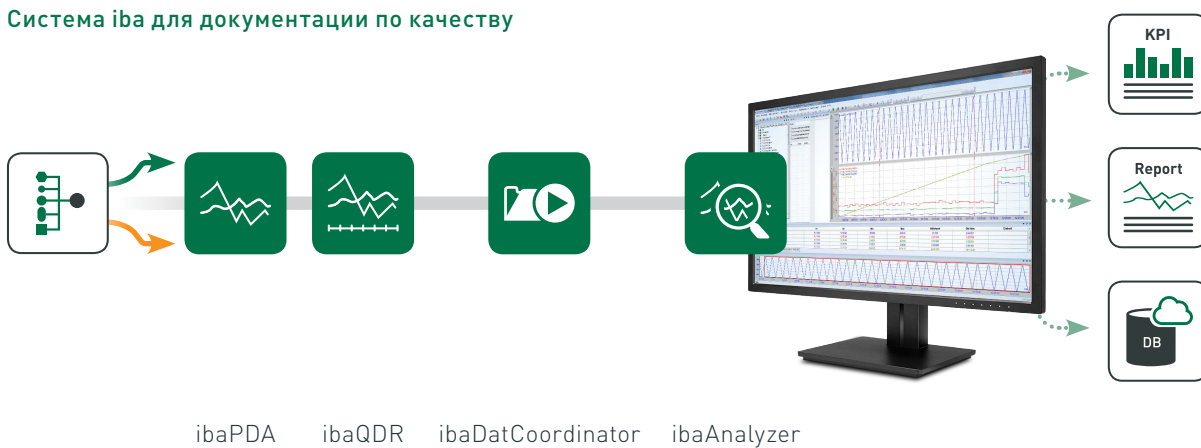 Система iba для документации по качеству
KPI
Report
DB
ibaPDA ibaQDR ibaDatCoordinator ibaAnalyzer